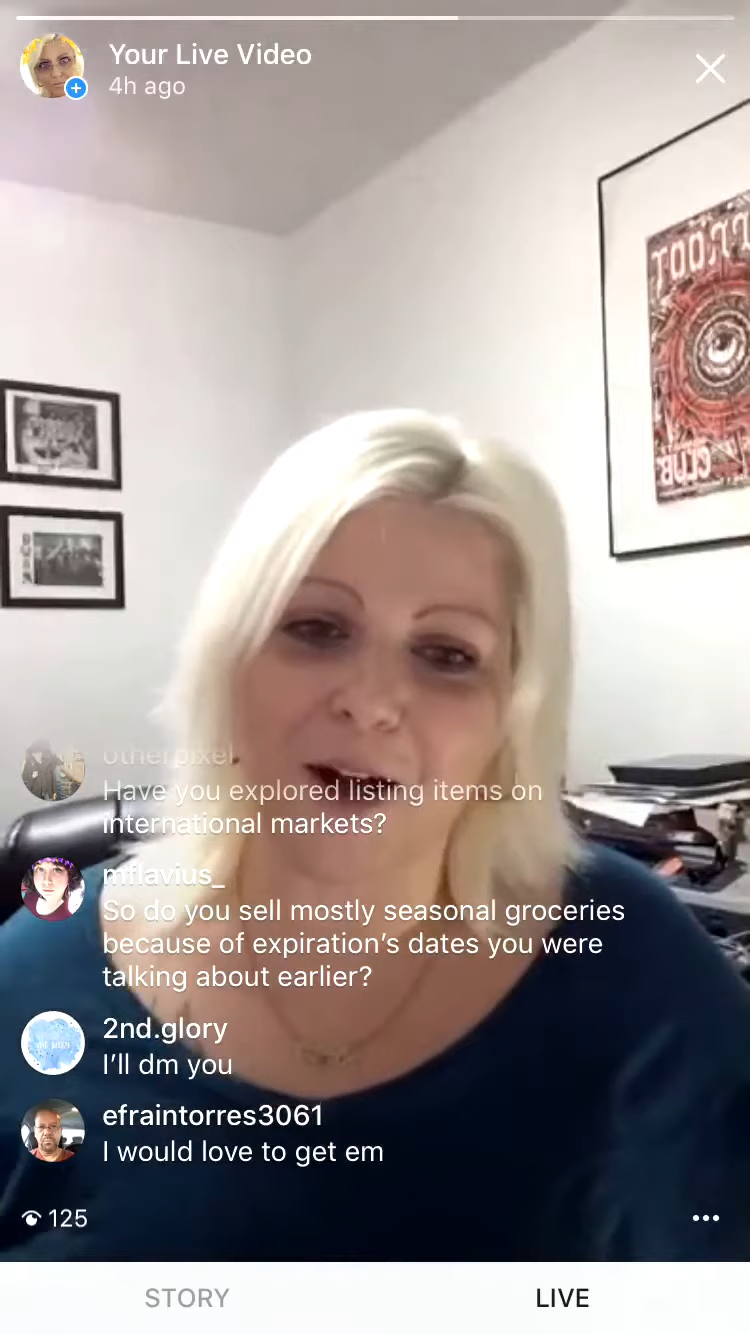 Your Live Video
4h ago
otherpixel
Have you explored listing items on
international markets?
mflavius_
So do you sell mostly seasonal groceries
because of expiration’s dates you were
talking about earlier?
2nd.glory
I’ll dm you
efraintorres3061
I would love to get em
125
STORY
LIVE
CLUB